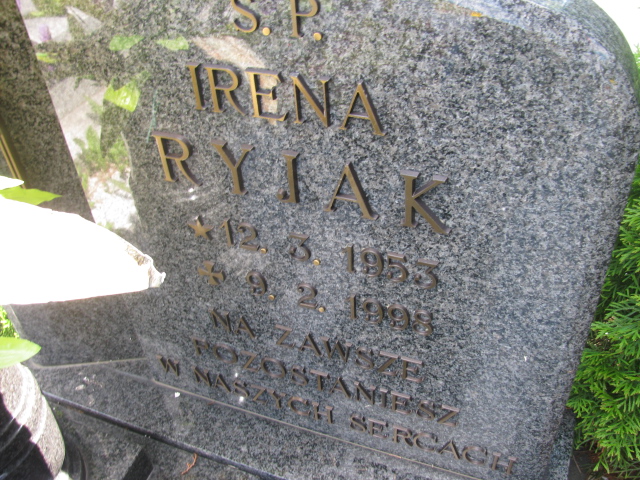 Ś. P.
IRENA
RYJAK
★ 12. 3. 1953
✝ 9. 2. 1998
NA ZAWSZE
POZOSTANIESZ
W NASZYCH SERCACH